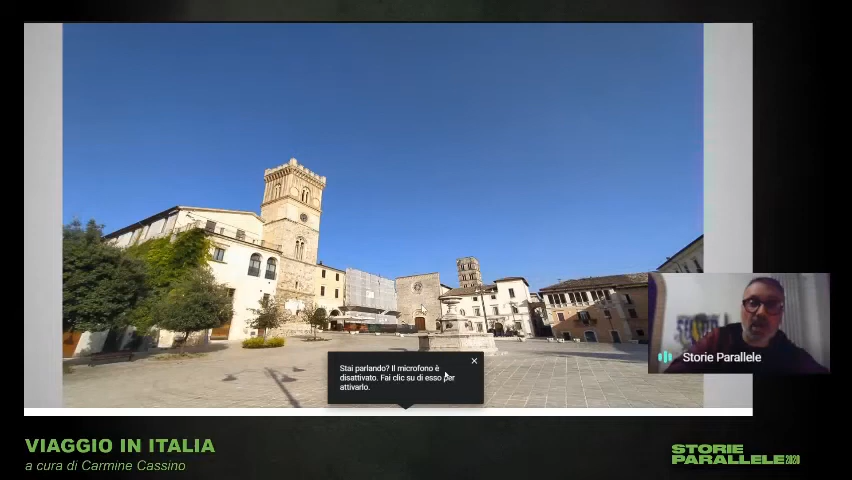 Stai parlando? Il microfono è
disattivato. Fai clic su di esso per
attivarlo.
Storie Parallele
VIAGGIO IN ITALIA
a cura di Carmine Cassino
STORIE
PARALLELE2020